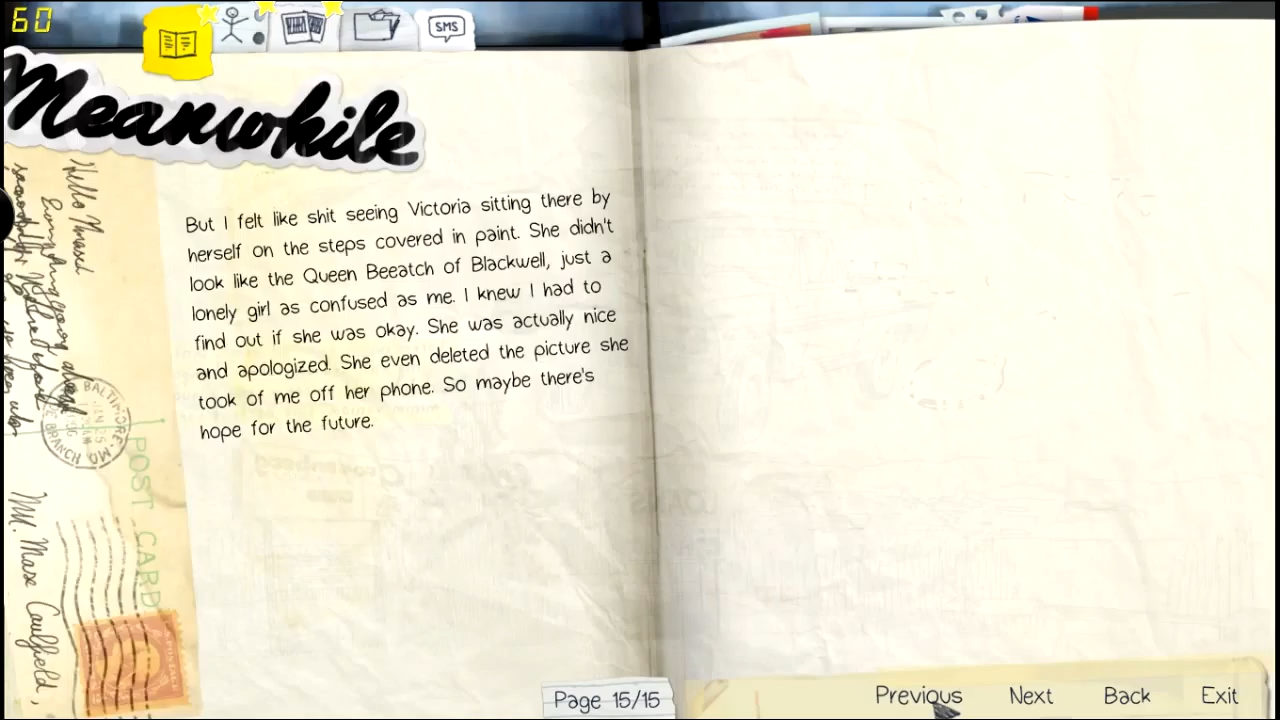 60
SMS
Meanwhile
But I felt like shit seeing Victoria sitting there by
herself on the steps covered in paint. She didn't
look like the Queen Beeatch of Blackwell, just a
lonely girl as confused as me. I knew I had to
find out if she was okay. She was actually nice
and apologized. She even deleted the picture she
took of me off her phone. So maybe there's
hope for the future.
BALTIMORE, MD.
BRANCH
POST CARD
Caulfield,
Page 15/15
Previous
Next
Back
Exit